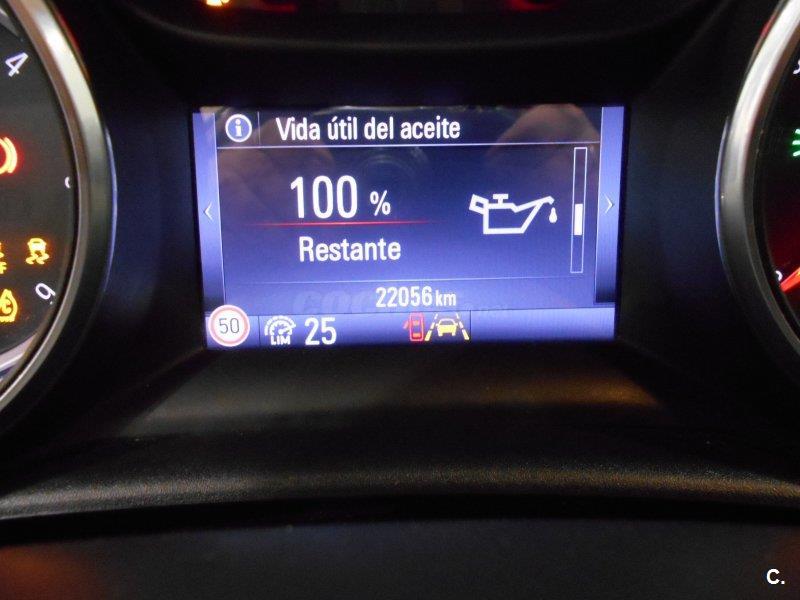 4
Vida útil del aceite
100 %
Restante
22056 km
50
LIM 25
C.